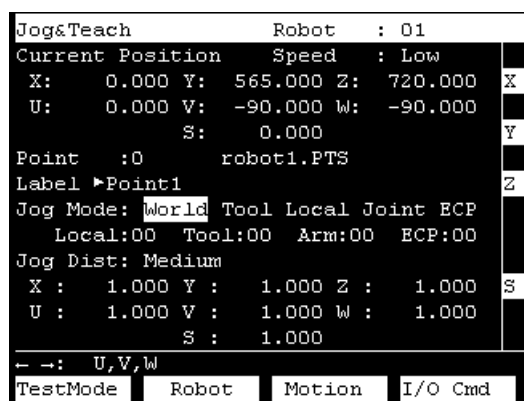 Jog&Teach Robot : 01
Current Position Speed : Low
X: 0.000 Y: 565.000 Z: 720.000 X
U: 0.000 V: -90.000 W: -90.000
S: 0.000 Y
Point :0 robot1.PTS
Label ▶Point1 Z
Jog Mode: World Tool Local Joint ECP
Local:00 Tool:00 Arm:00 ECP:00
Jog Dist: Medium
X : 1.000 Y : 1.000 Z : 1.000 S
U : 1.000 V : 1.000 W : 1.000
S : 1.000
← →: U,V,W
TestMode Robot Motion I/O Cmd